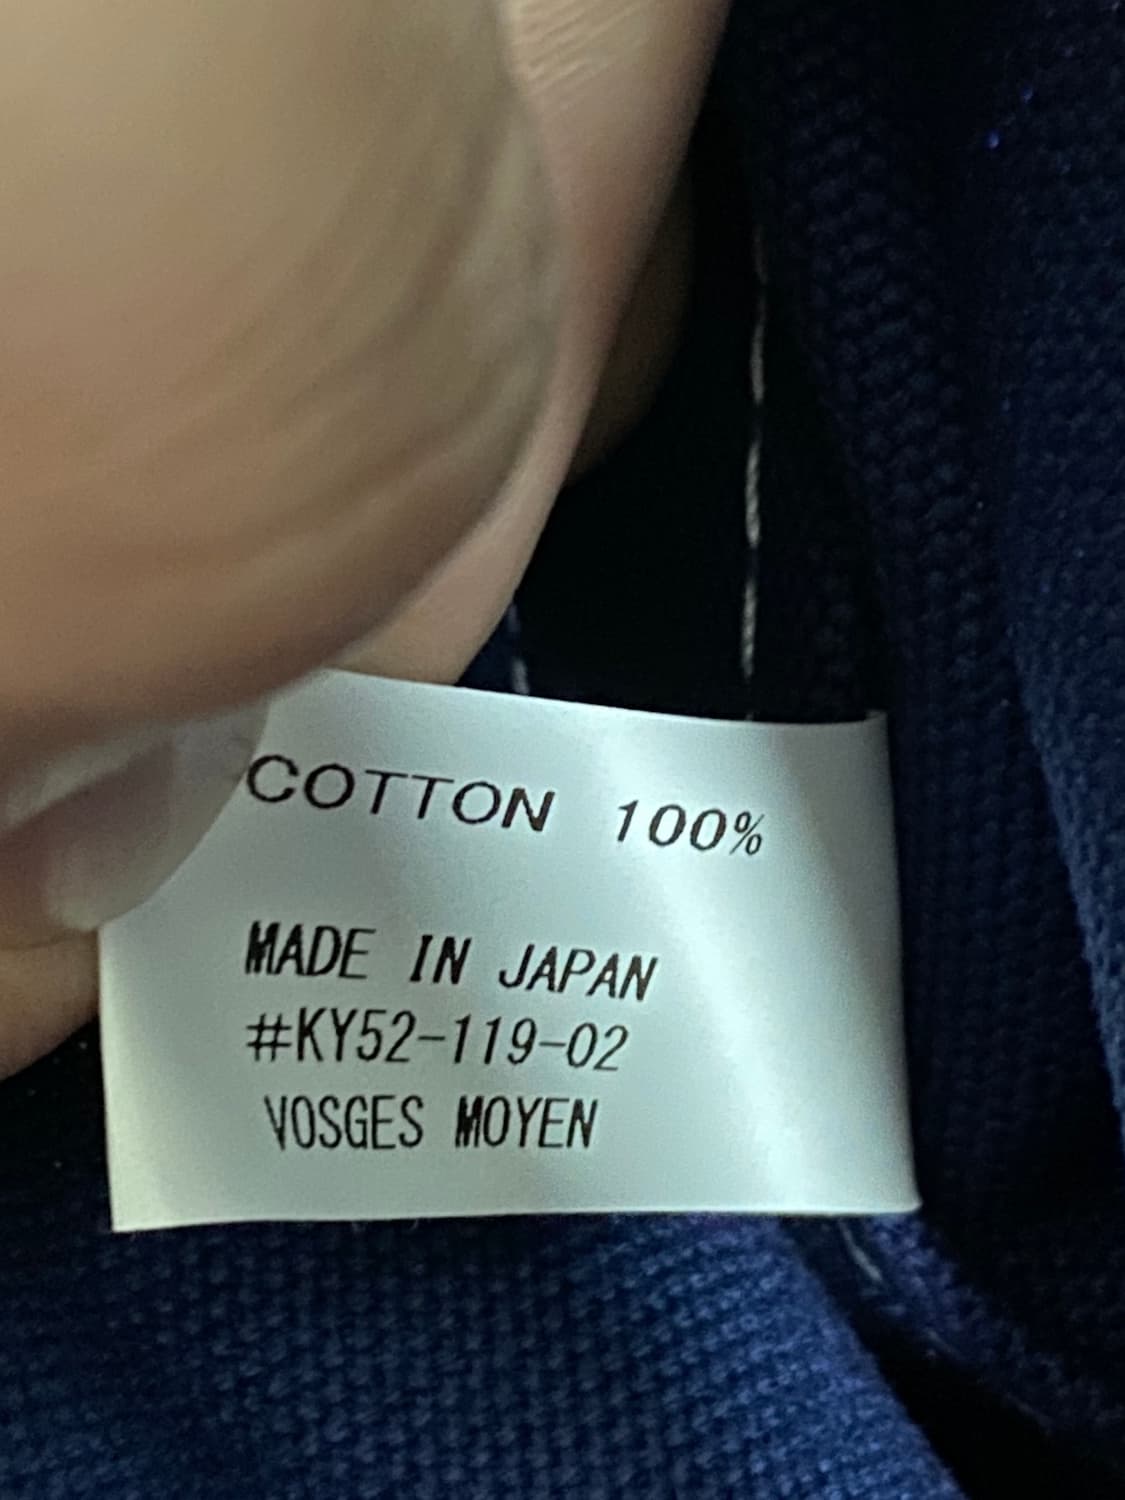 COTTON 100%
MADE IN JAPAN
#KY52-119-02
VOSGES MOYEN